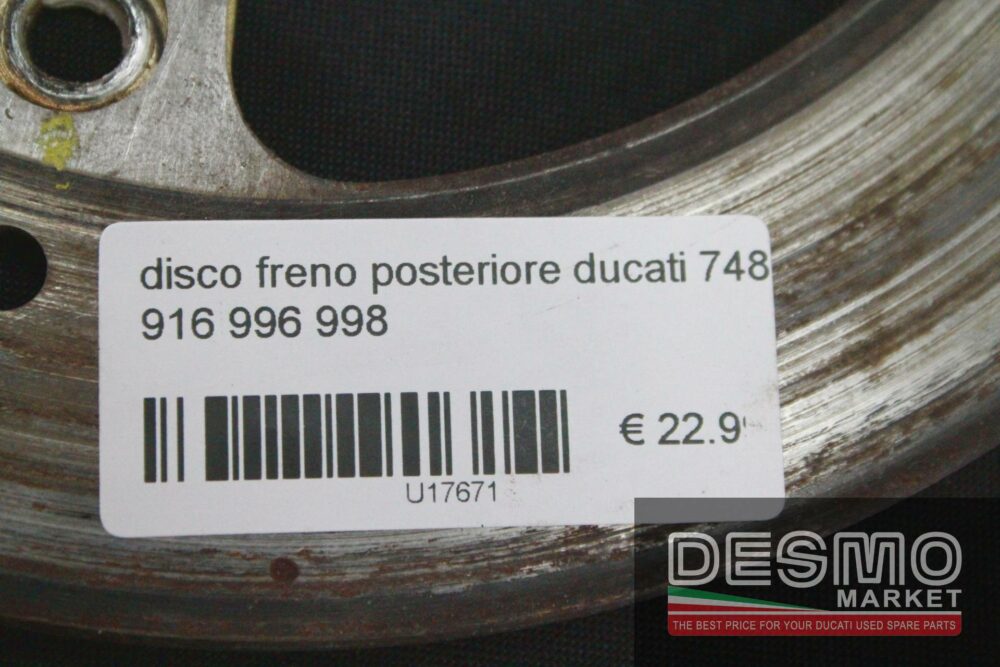 disco freno posteriore ducati 748
916 996 998
€ 22.9
U17671
DESMO
MARKET
THE BEST PRICE FOR YOUR DUCATI USED SPARE PARTS